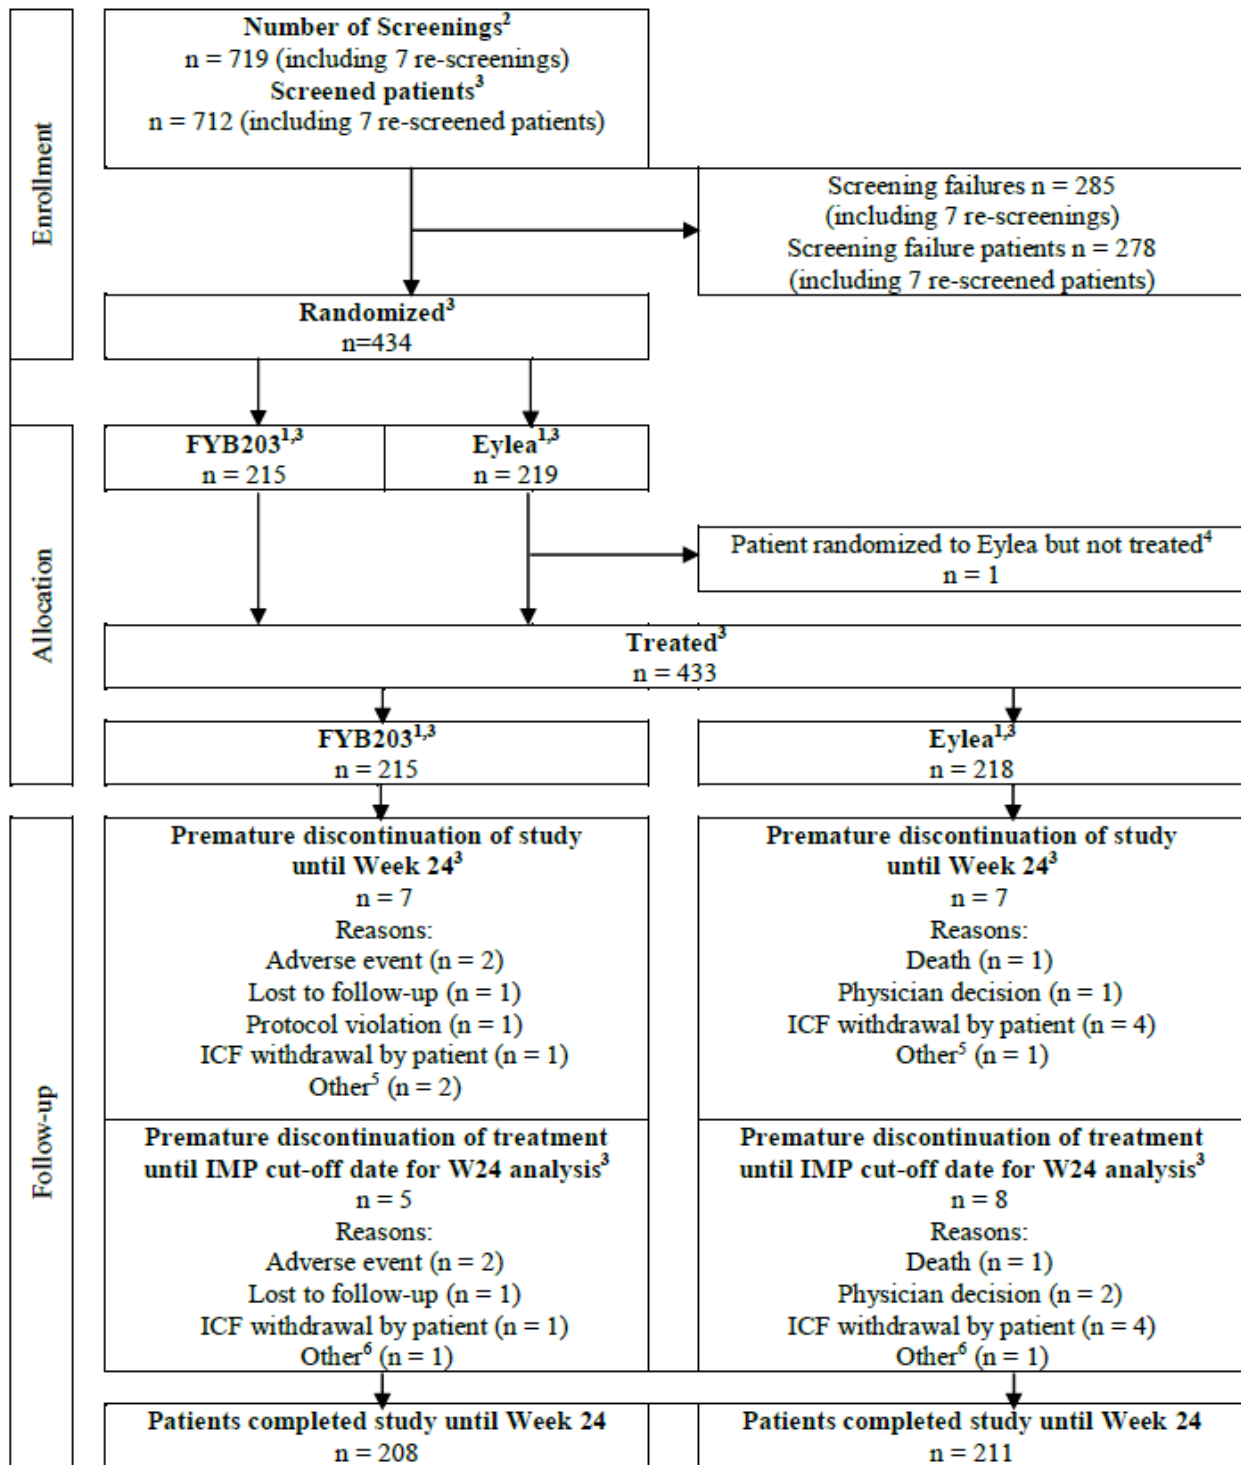 Enrollment
Number of Screenings²
n = 719 (including 7 re-screenings)
Screened patients³
n = 712 (including 7 re-screened patients)
Screening failures n = 285
(including 7 re-screenings)
Screening failure patients n = 278
(including 7 re-screened patients)
Randomized³
n=434
Allocation
FYB203¹,³
n = 215
Eylea¹,³
n = 219
Patient randomized to Eylea but not treated⁴
n = 1
Treated³
n = 433
FYB203¹,³
n = 215
Eylea¹,³
n = 218
Follow-up
Premature discontinuation of study
until Week 24³
n = 7
Reasons:
Adverse event (n = 2)
Lost to follow-up (n = 1)
Protocol violation (n = 1)
ICF withdrawal by patient (n = 1)
Other⁵ (n = 2)
Premature discontinuation of study
until Week 24³
n = 7
Reasons:
Death (n = 1)
Physician decision (n = 1)
ICF withdrawal by patient (n = 4)
Other⁵ (n = 1)
Premature discontinuation of treatment
until IMP cut-off date for W24 analysis³
n = 5
Reasons:
Adverse event (n = 2)
Lost to follow-up (n = 1)
ICF withdrawal by patient (n = 1)
Other⁶ (n = 1)
Premature discontinuation of treatment
until IMP cut-off date for W24 analysis³
n = 8
Reasons:
Death (n = 1)
Physician decision (n = 2)
ICF withdrawal by patient (n = 4)
Other⁶ (n = 1)
Patients completed study until Week 24
n = 208
Patients completed study until Week 24
n = 211